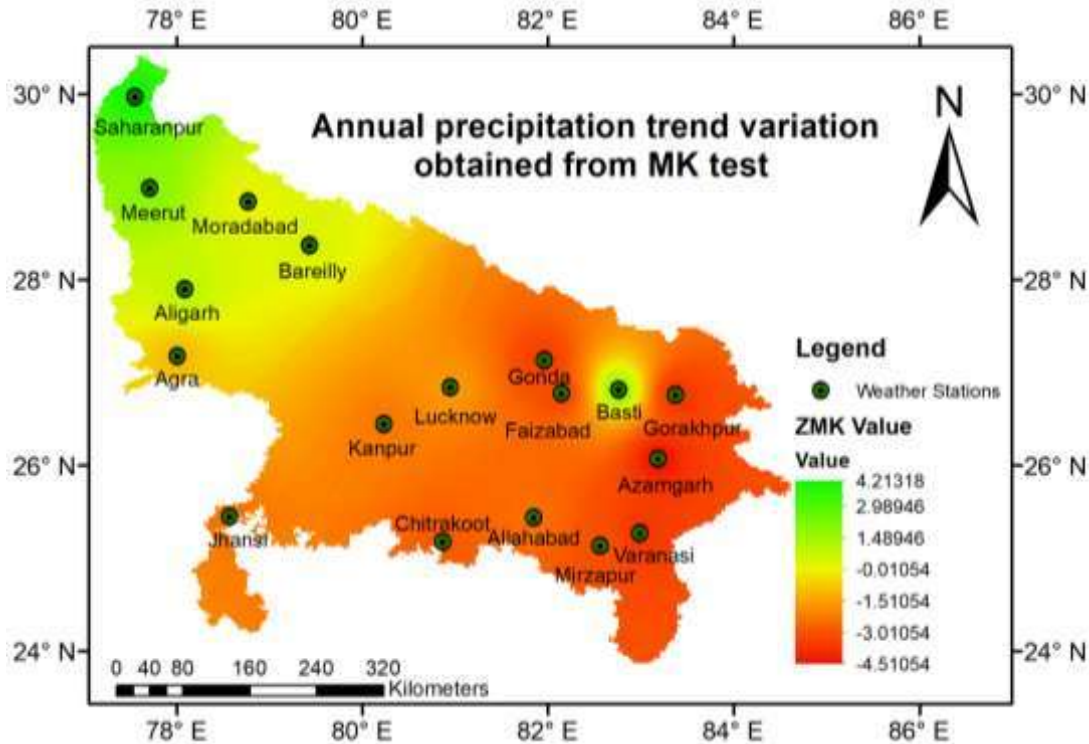 78° E 80° E 82° E 84° E 86° E
30° N 30° N
Annual precipitation trend variation
obtained from MK test
N
Saharanpur
Meerut
Moradabad
Bareilly
28° N 28° N
Aligarh
Agra
Gonda
Lucknow
Faizabad
Basti
Gorakhpur
Kanpur
26° N 26° N
Azamgarh
Jhansi
Chitrakoot
Allahabad
Varanasi
Mirzapur
24° N 24° N
Legend
Weather Stations
ZMK Value
Value
4.21318
2.98946
1.48946
-0.01054
-1.51054
-3.01054
-4.51054
0 40 80 160 240 320
Kilometers
78° E 80° E 82° E 84° E 86° E